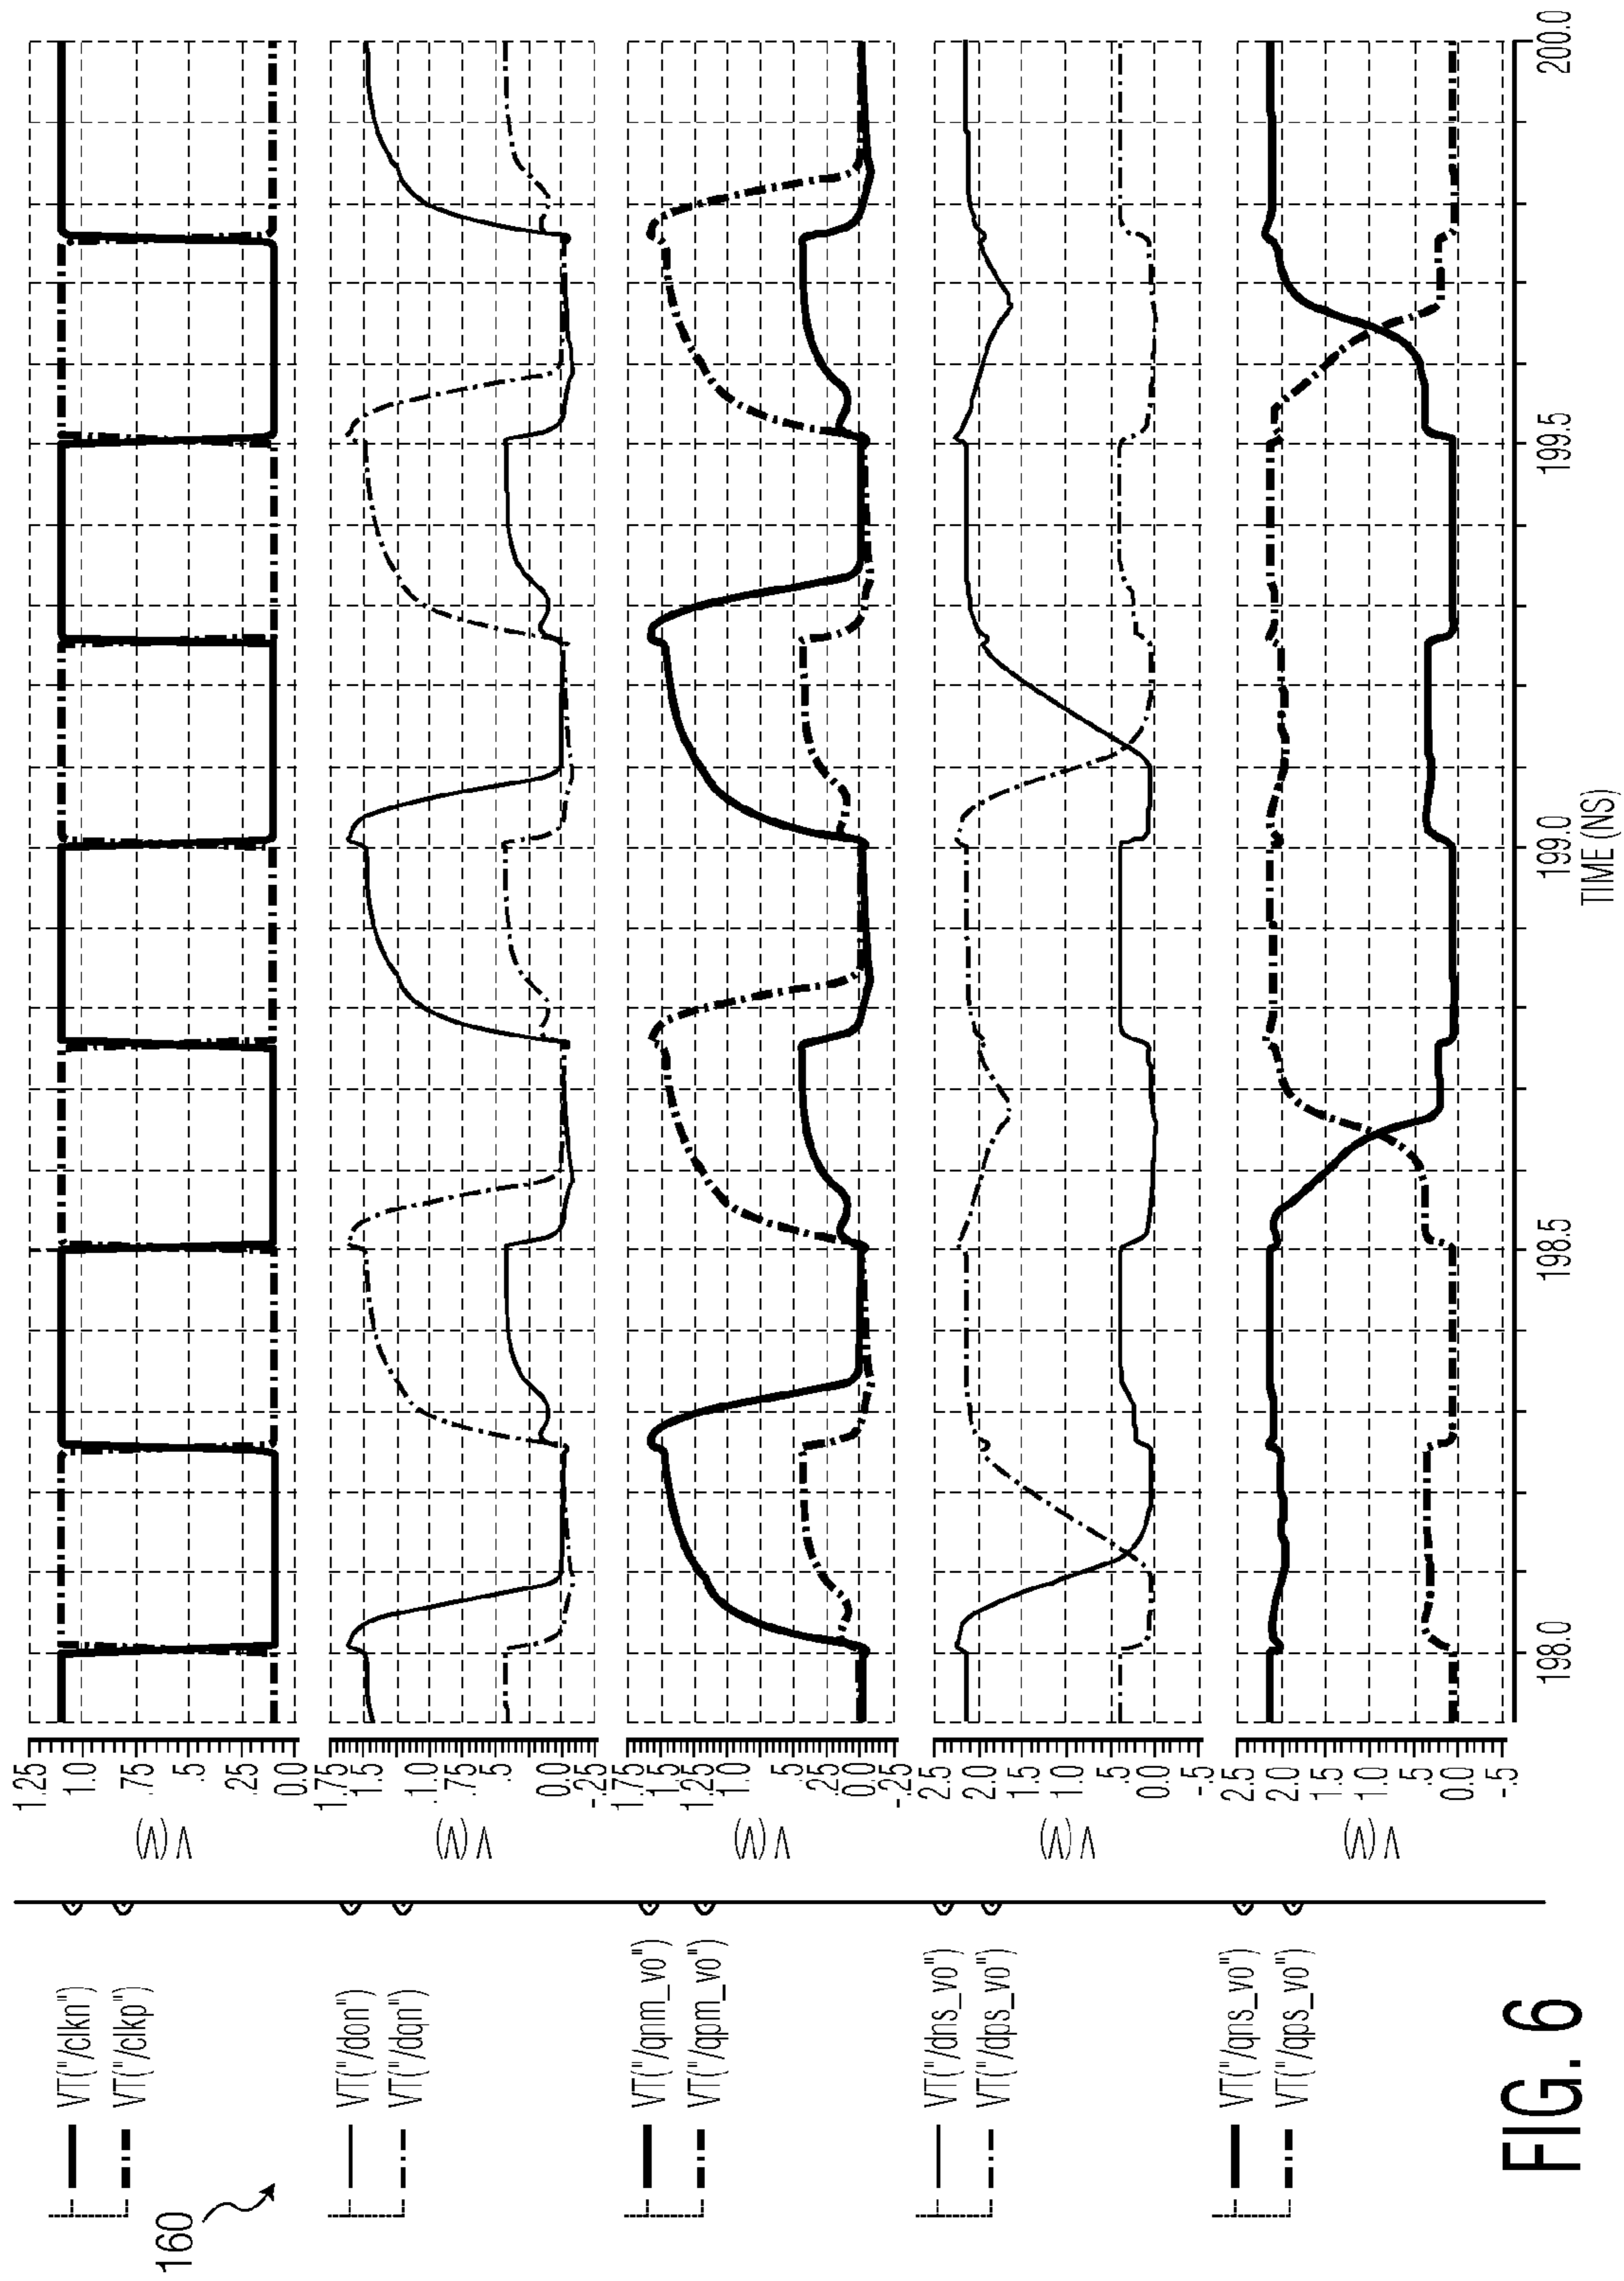 160
VT("/clkn")
VT("/clkp")
V (V)
1.25
1.0
.75
.5
.25
0.0
VT("/don")
VT("/dqn")
V (V)
1.75
1.5
1.0
.75
.5
0.0
-.25
VT("/qnm_vo")
VT("/qpm_vo")
V (V)
1.75
1.5
1.0
.5
.25
0.0
-.25
VT("/dns_vo")
VT("/dps_vo")
V (V)
2.5
2.0
1.5
1.0
.5
0.0
-.5
VT("/qns_vo")
VT("/qps_vo")
V (V)
2.5
2.0
1.5
1.0
.5
0.0
-.5
198.0
198.5
199.0
199.5
200.0
TIME (NS)
FIG. 6